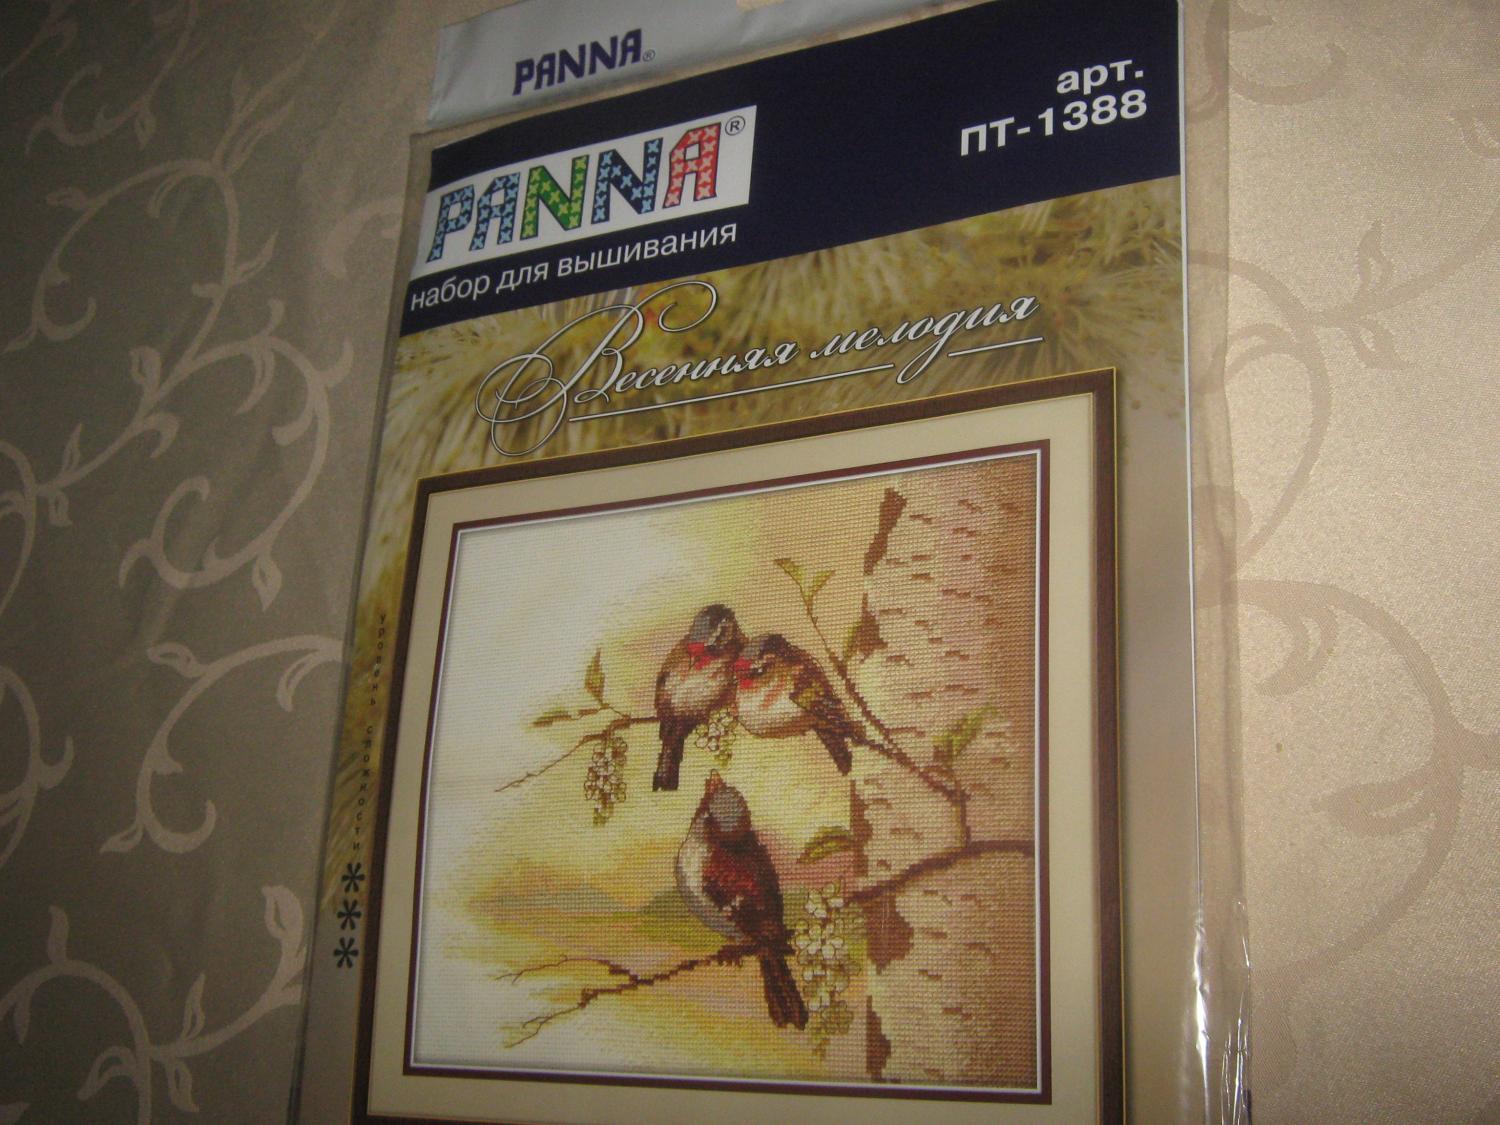 PANNA®
арт.
ПТ-1388
PANNA®
набор для вышивания
Весенняя мелодия
уровень сложности ***